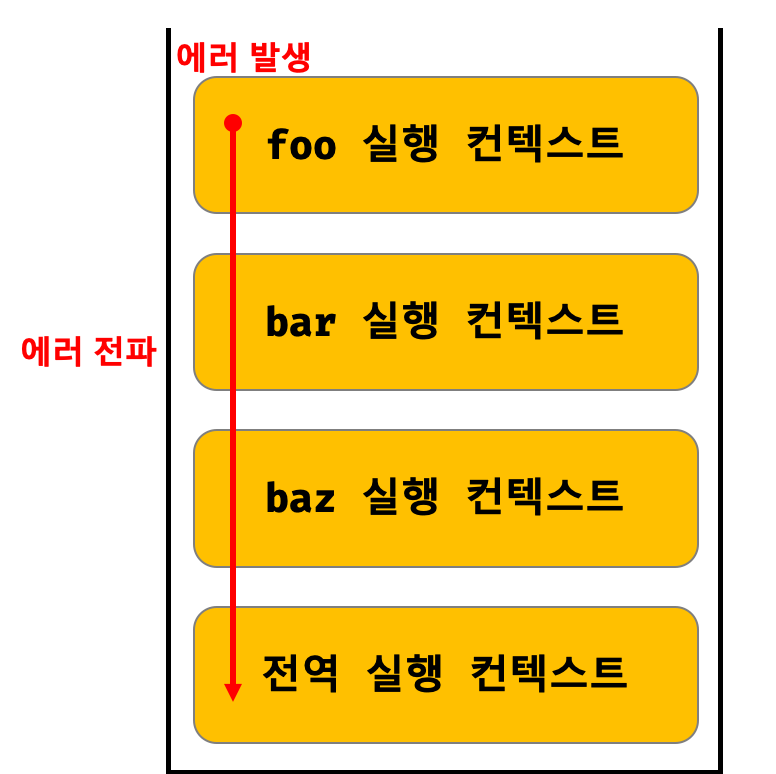 에러 발생
foo 실행 컨텍스트
bar 실행 컨텍스트
에러 전파
baz 실행 컨텍스트
전역 실행 컨텍스트